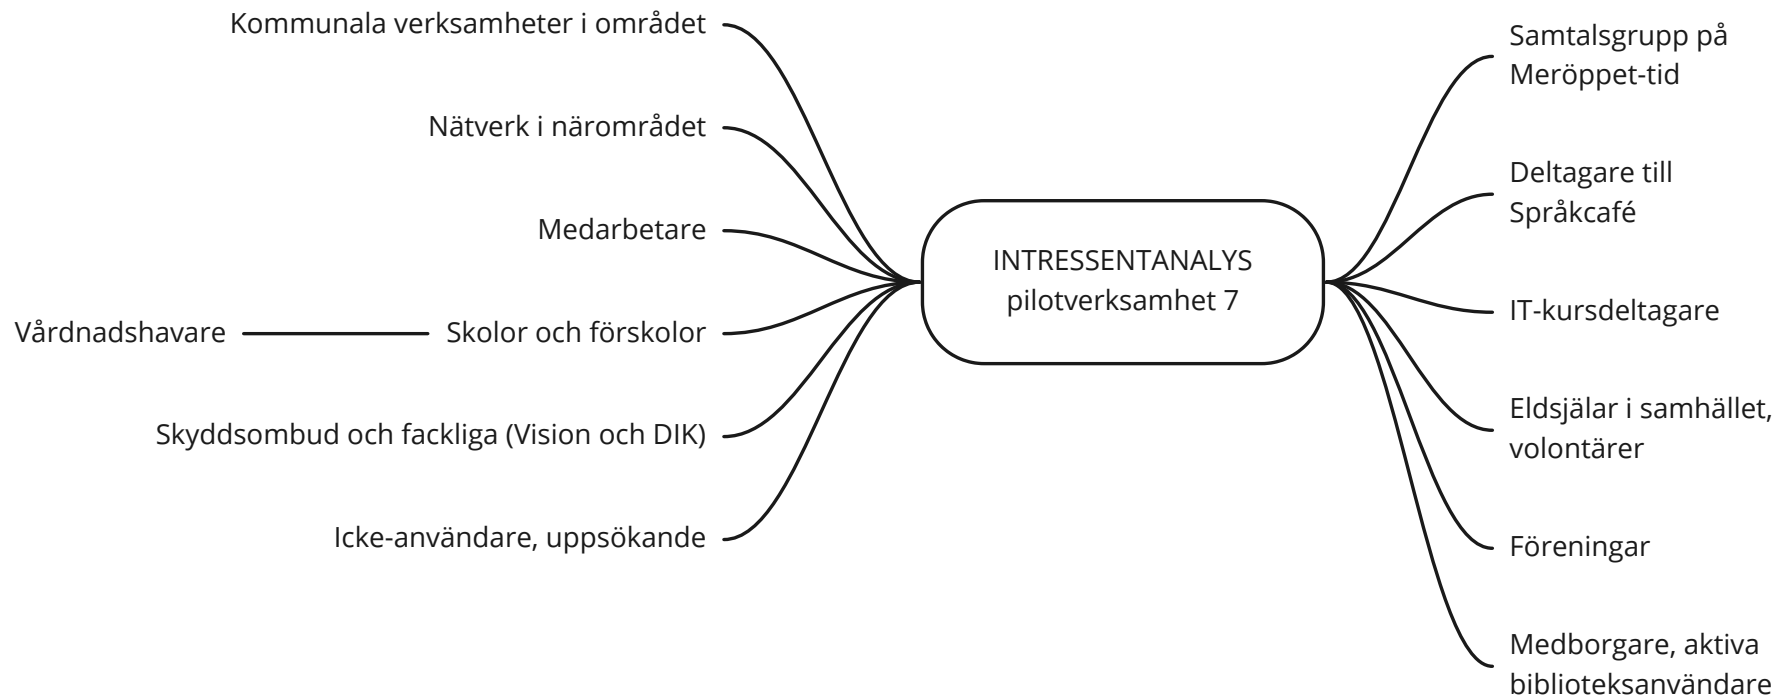 Kommunala verksamheter i området
Nätverk i närområdet
Medarbetare
Vårdnadshavare
Skolor och förskolor
Skyddsombud och fackliga (Vision och DIK)
Icke-användare, uppsökande
INTRESSENTANALYS
pilotverksamhet 7
Samtalsgrupp på
Meröppet-tid
Deltagare till
Språkcafé
IT-kursdeltagare
Eldsjälar i samhället,
volontärer
Föreningar
Medborgare, aktiva
biblioteksanvändare